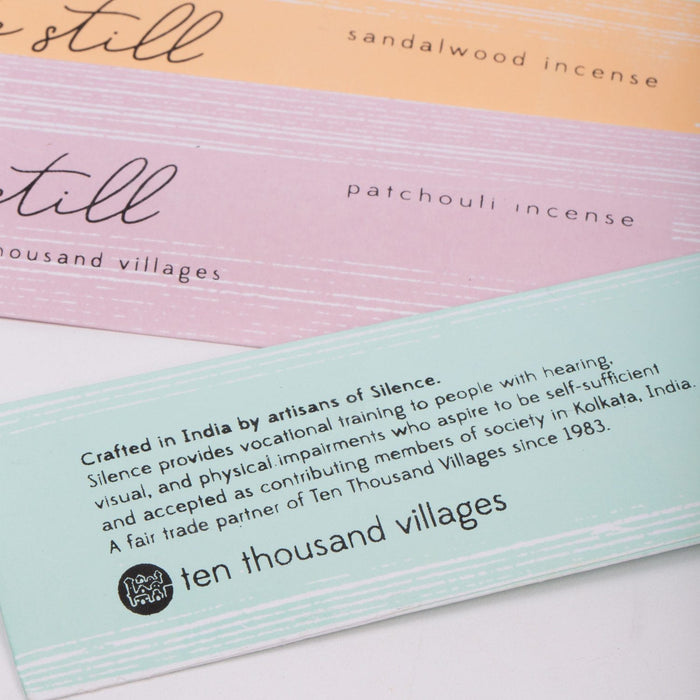 still
sandalwood incense
still
patchouli incense
thousand villages
Crafted in India by artisans of Silence.
Silence provides vocational training to people with hearing,
visual, and physical impairments who aspire to be self-sufficient
and accepted as contributing members of society in Kolkata, India.
A fair trade partner of Ten Thousand Villages since 1983.
ten thousand villages